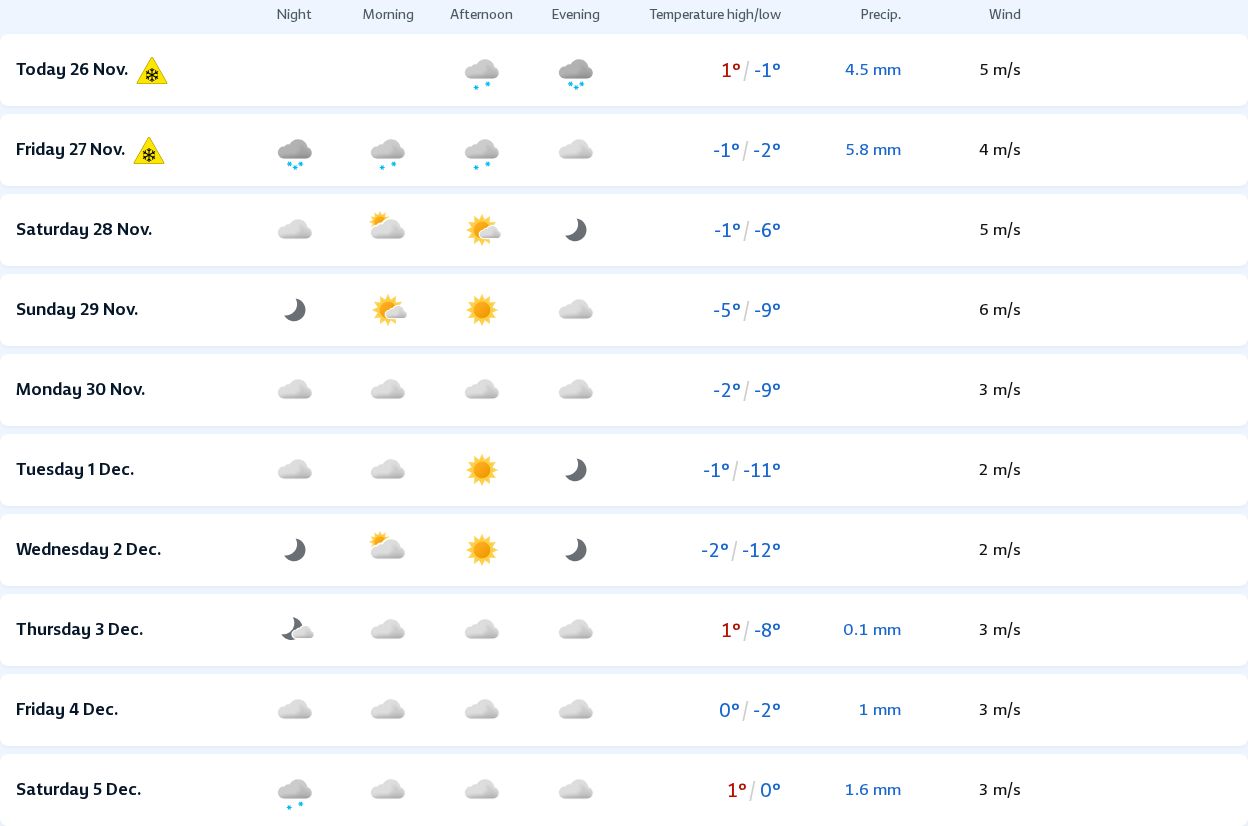 Night Morning Afternoon Evening Temperature high/low Precip. Wind
Today 26 Nov. 1°/-1° 4.5 mm 5 m/s
Friday 27 Nov. -1°/-2° 5.8 mm 4 m/s
Saturday 28 Nov. -1°/-6° 5 m/s
Sunday 29 Nov. -5°/-9° 6 m/s
Monday 30 Nov. -2°/-9° 3 m/s
Tuesday 1 Dec. -1°/-11° 2 m/s
Wednesday 2 Dec. -2°/-12° 2 m/s
Thursday 3 Dec. 1°/-8° 0.1 mm 3 m/s
Friday 4 Dec. 0°/-2° 1 mm 3 m/s
Saturday 5 Dec. 1°/0° 1.6 mm 3 m/s